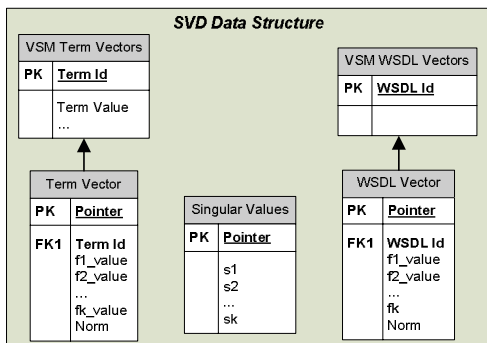 SVD Data Structure
VSM Term Vectors
PK Term Id
Term Value
...
VSM WSDL Vectors
PK WSDL Id
Term Vector
PK Pointer
FK1 Term Id
f1_value
f2_value
...
fk_value
Norm
Singular Values
PK Pointer
s1
s2
...
sk
WSDL Vector
PK Pointer
FK1 WSDL Id
f1_value
f2_value
...
fk
Norm